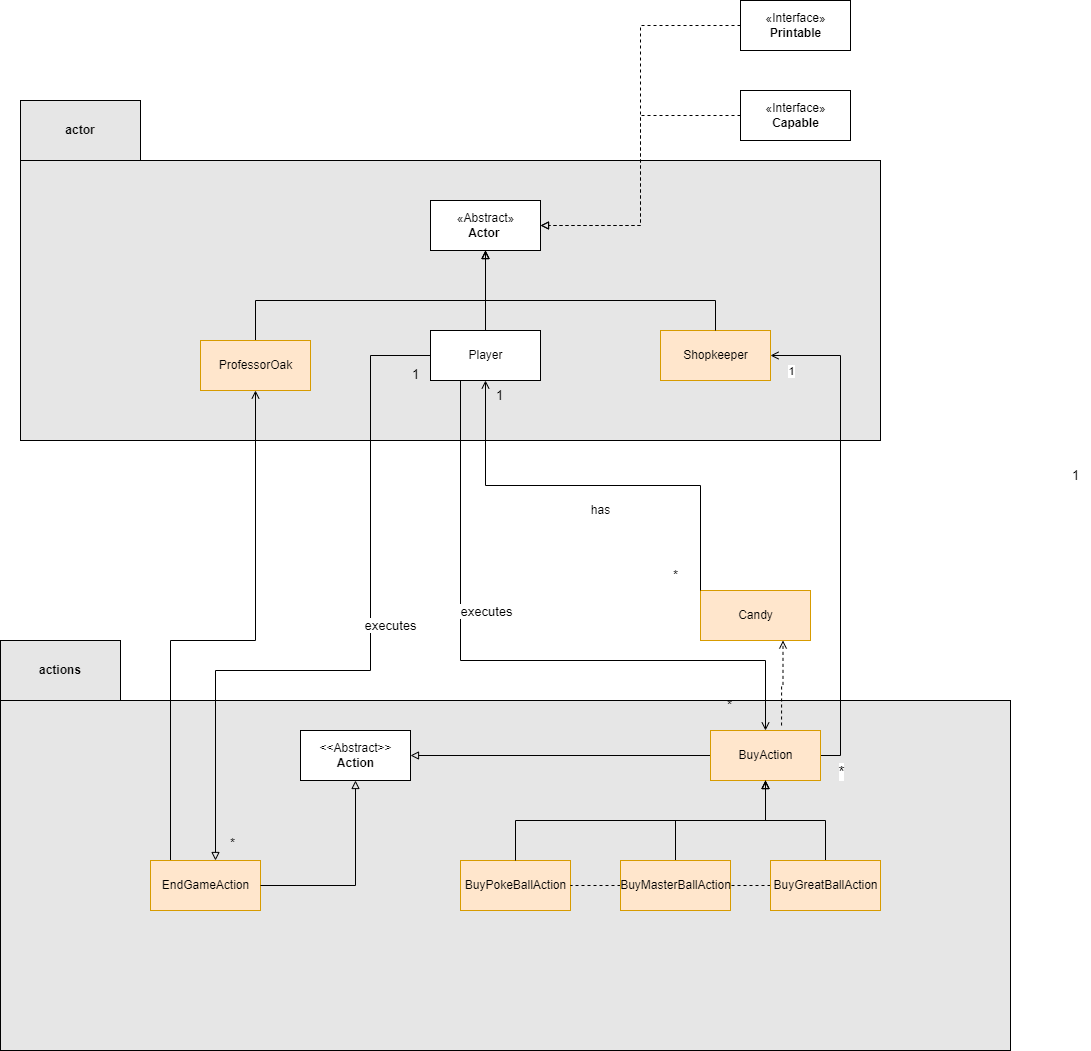 «Interface»
Printable
«Interface»
Capable
actor
«Abstract»
Actor
ProfessorOak
Player
Shopkeeper
1
1
1
1
has
*
executes
executes
Candy
actions
*
<<Abstract>>
Action
BuyAction
*
*
EndGameAction
BuyPokeBallAction
BuyMasterBallAction
BuyGreatBallAction